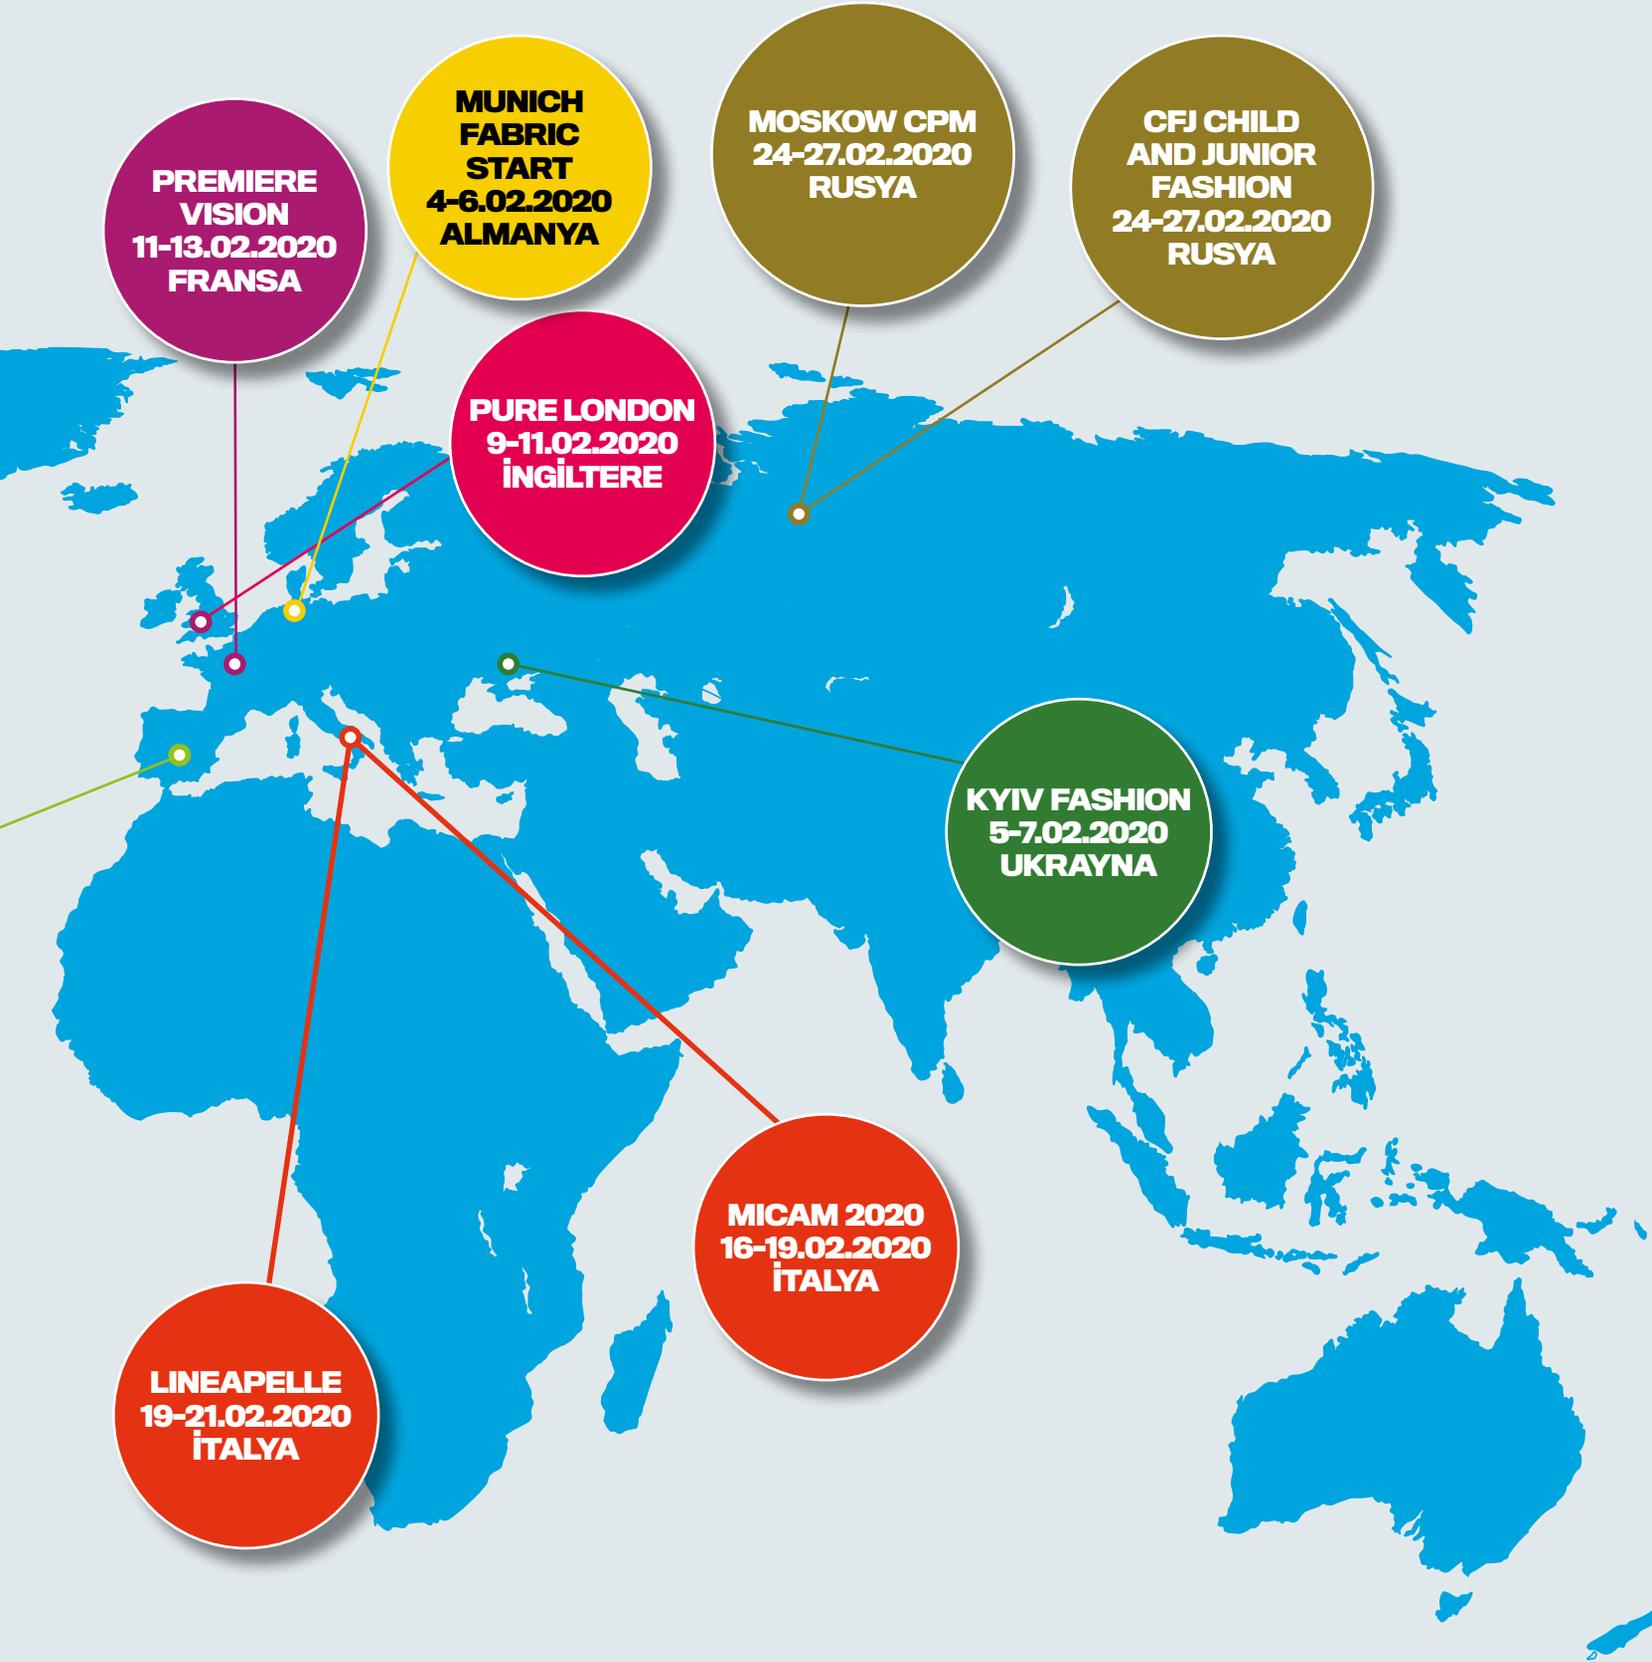 PREMIERE
VISION
11-13.02.2020
FRANSA
MUNICH
FABRIC
START
4-6.02.2020
ALMANYA
MOSKOW CPM
24-27.02.2020
RUSYA
CFJ CHILD
AND JUNIOR
FASHION
24-27.02.2020
RUSYA
PURE LONDON
9-11.02.2020
İNGİLTERE
KYIV FASHION
5-7.02.2020
UKRAYNA
MICAM 2020
16-19.02.2020
İTALYA
LINEAPELLE
19-21.02.2020
İTALYA